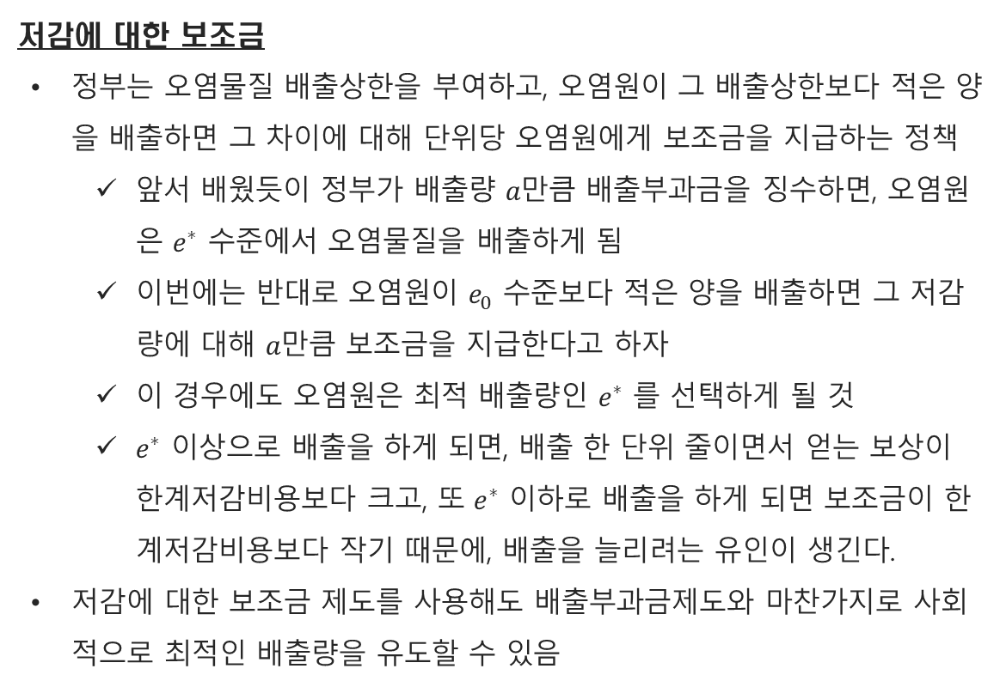 저감에 대한 보조금
• 정부는 오염물질 배출상한을 부여하고, 오염원이 그 배출상한보다 적은 양
을 배출하면 그 차이에 대해 단위당 오염원에게 보조금을 지급하는 정책
✓ 앞서 배웠듯이 정부가 배출량 a만큼 배출부과금을 징수하면, 오염원
은 e* 수준에서 오염물질을 배출하게 됨
✓ 이번에는 반대로 오염원이 e₀ 수준보다 적은 양을 배출하면 그 저감
량에 대해 a만큼 보조금을 지급한다고 하자
✓ 이 경우에도 오염원은 최적 배출량인 e* 를 선택하게 될 것
✓ e* 이상으로 배출을 하게 되면, 배출 한 단위 줄이면서 얻는 보상이
한계저감비용보다 크고, 또 e* 이하로 배출을 하게 되면 보조금이 한
계저감비용보다 작기 때문에, 배출을 늘리려는 유인이 생긴다.
• 저감에 대한 보조금 제도를 사용해도 배출부과금제도와 마찬가지로 사회
적으로 최적인 배출량을 유도할 수 있음